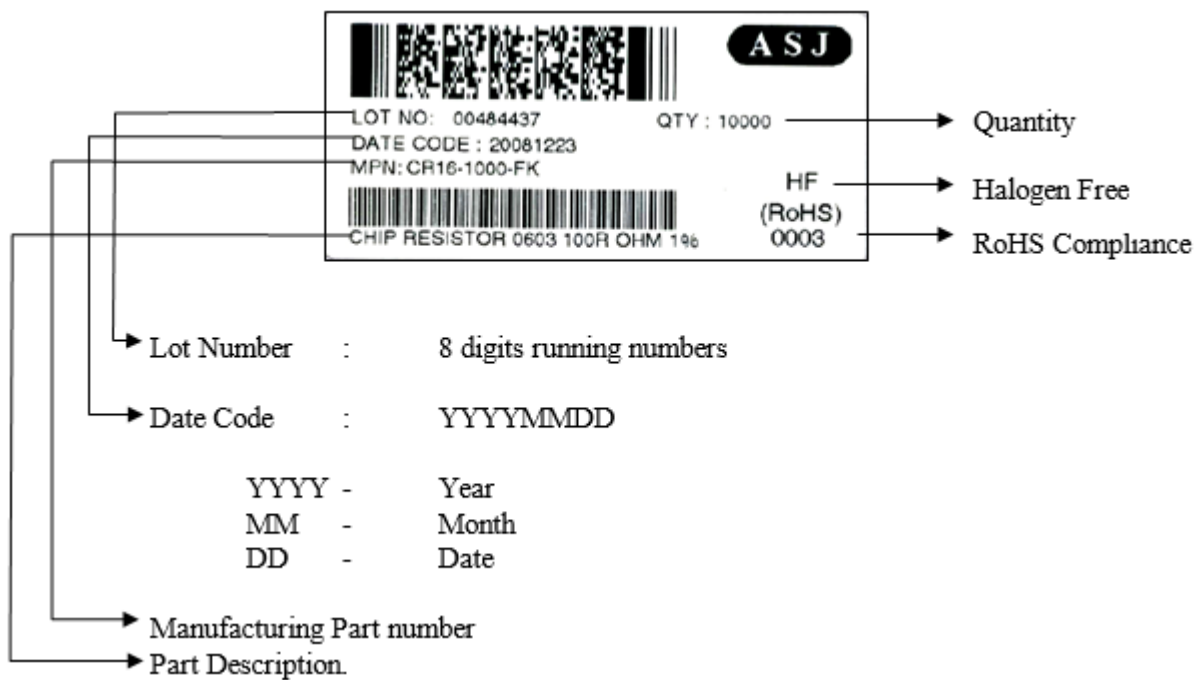 A S J
LOT NO: 00484437 QTY : 10000 Quantity
DATE CODE : 20081223
MPN: CR16-1000-FK
HF Halogen Free
(RoHS)
CHIP RESISTOR 0603 100R OHM 1% 0003 RoHS Compliance
Lot Number : 8 digits running numbers
Date Code : YYYYMMDD
YYYY - Year
MM - Month
DD - Date
Manufacturing Part number
Part Description.